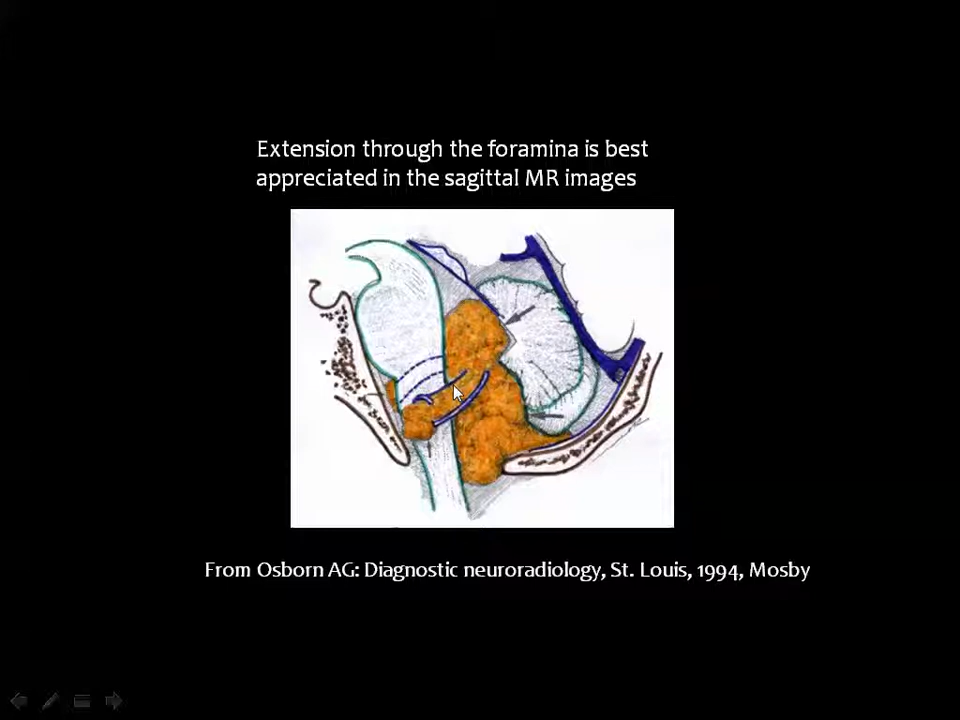 Extension through the foramina is best
appreciated in the sagittal MR images
From Osborn AG: Diagnostic neuroradiology, St. Louis, 1994, Mosby